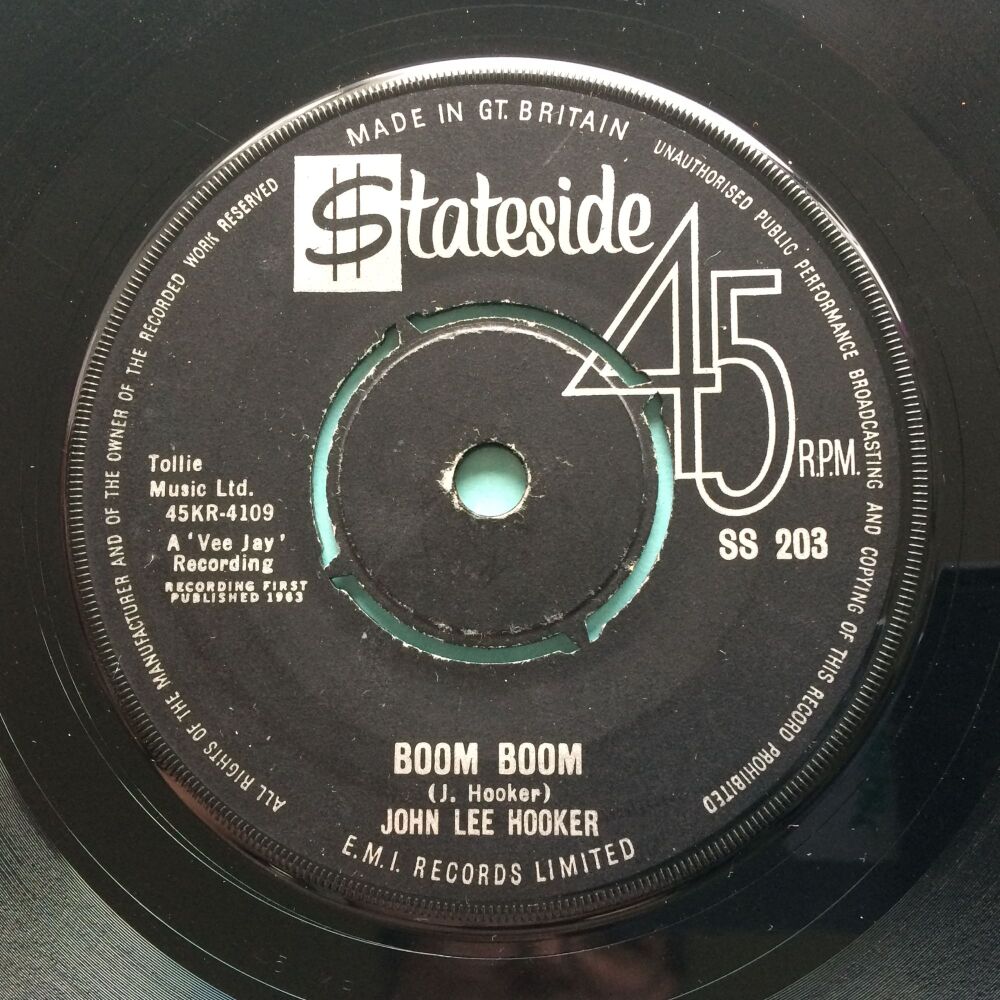 MADE IN GT. BRITAIN
$tateside
45
R.P.M.
SS 203
Tollie
Music Ltd.
45KR-4109
A 'Vee Jay'
Recording
RECORDING FIRST
PUBLISHED 1963
BOOM BOOM
(J. Hooker)
JOHN LEE HOOKER
E.M.I. RECORDS LIMITED
ALL RIGHTS OF THE MANUFACTURER AND OF THE OWNER OF THE RECORDED WORK RESERVED
UNAUTHORISED PUBLIC PERFORMANCE BROADCASTING AND COPYING OF THIS RECORD PROHIBITED